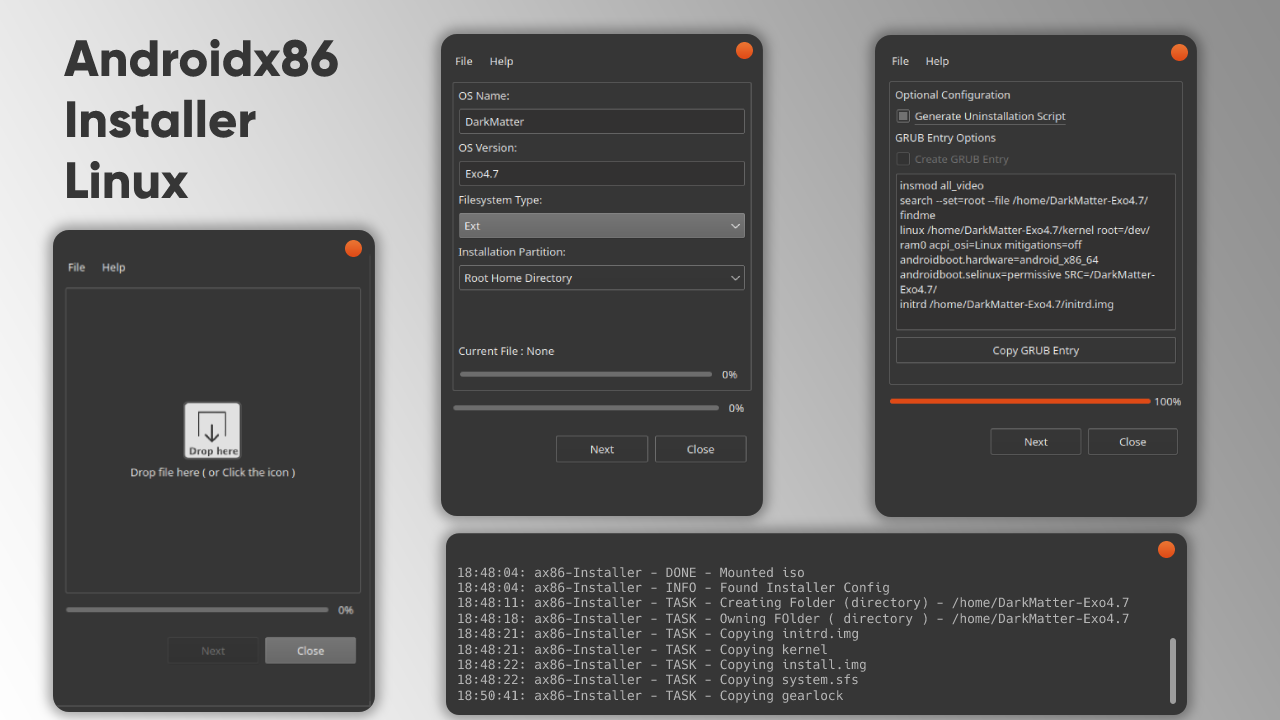 Androidx86
Installer
Linux
File Help
Drop here
Drop file here ( or Click the icon )
0%
Next Close
File Help
OS Name:
DarkMatter
OS Version:
Exo4.7
Filesystem Type:
Ext
Installation Partition:
Root Home Directory
Current File : None
0%
0%
Next Close
File Help
Optional Configuration
Generate Uninstallation Script
GRUB Entry Options
Create GRUB Entry
insmod all_video
search --set=root --file /home/DarkMatter-Exo4.7/
findme
linux /home/DarkMatter-Exo4.7/kernel root=/dev/
ram0 acpi_osi=Linux mitigations=off
androidboot.hardware=android_x86_64
androidboot.selinux=permissive SRC=/DarkMatter-
Exo4.7/
initrd /home/DarkMatter-Exo4.7/initrd.img
Copy GRUB Entry
100%
Next Close
18:48:04: ax86-Installer - DONE - Mounted iso
18:48:04: ax86-Installer - INFO - Found Installer Config
18:48:11: ax86-Installer - TASK - Creating Folder (directory) - /home/DarkMatter-Exo4.7
18:48:18: ax86-Installer - TASK - Owning FOlder ( directory ) - /home/DarkMatter-Exo4.7
18:48:21: ax86-Installer - TASK - Copying initrd.img
18:48:21: ax86-Installer - TASK - Copying kernel
18:48:22: ax86-Installer - TASK - Copying install.img
18:48:22: ax86-Installer - TASK - Copying system.sfs
18:50:41: ax86-Installer - TASK - Copying gearlock